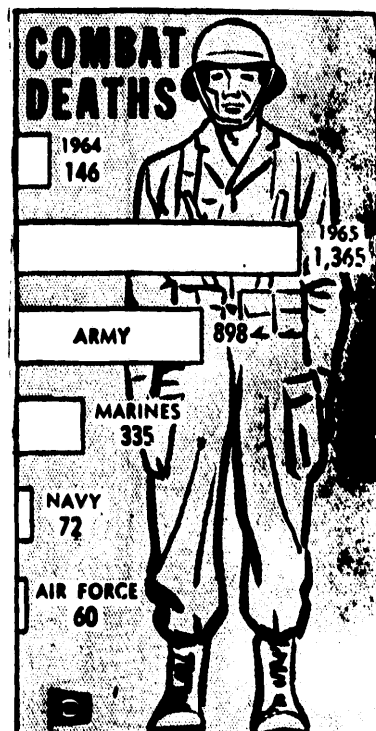 COMBAT
DEATHS
1964
146
1965
1,365
ARMY
898
MARINES
335
NAVY
72
AIR FORCE
60